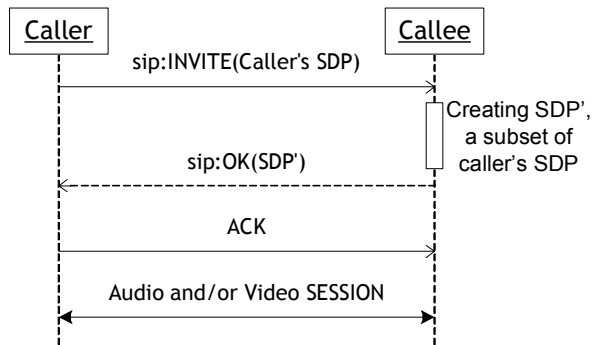 Caller
Callee
sip:INVITE(Caller's SDP)
Creating SDP’,
a subset of
caller’s SDP
sip:OK(SDP')
ACK
Audio and/or Video SESSION